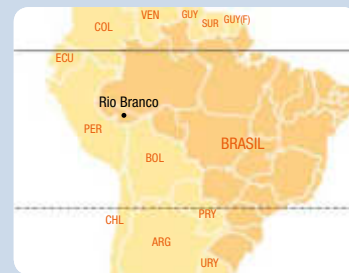 VEN
GUY
GUY(F)
SUR
COL
ECU
Rio Branco
PER
BRASIL
BOL
CHL
PRY
ARG
URY